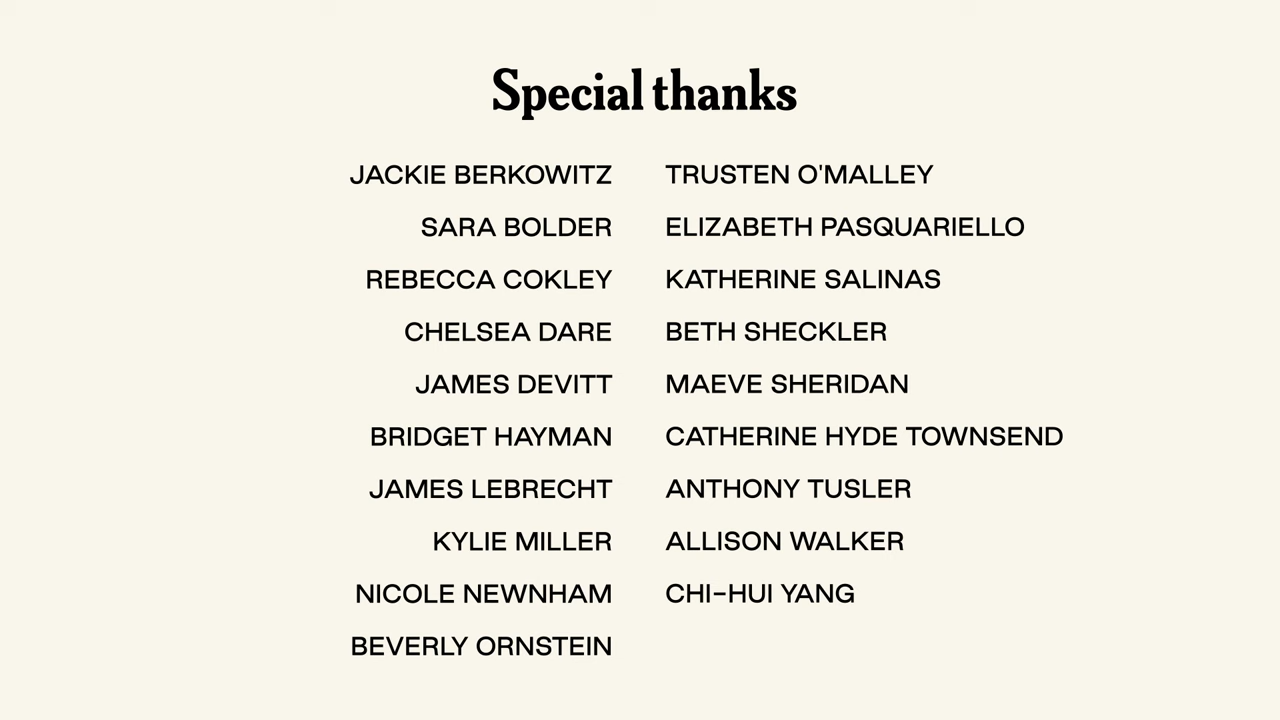 Special thanks
JACKIE BERKOWITZ
SARA BOLDER
REBECCA COKLEY
CHELSEA DARE
JAMES DEVITT
BRIDGET HAYMAN
JAMES LEBRECHT
KYLIE MILLER
NICOLE NEWNHAM
BEVERLY ORNSTEIN
TRUSTEN O'MALLEY
ELIZABETH PASQUARIELLO
KATHERINE SALINAS
BETH SHECKLER
MAEVE SHERIDAN
CATHERINE HYDE TOWNSEND
ANTHONY TUSLER
ALLISON WALKER
CHI-HUI YANG